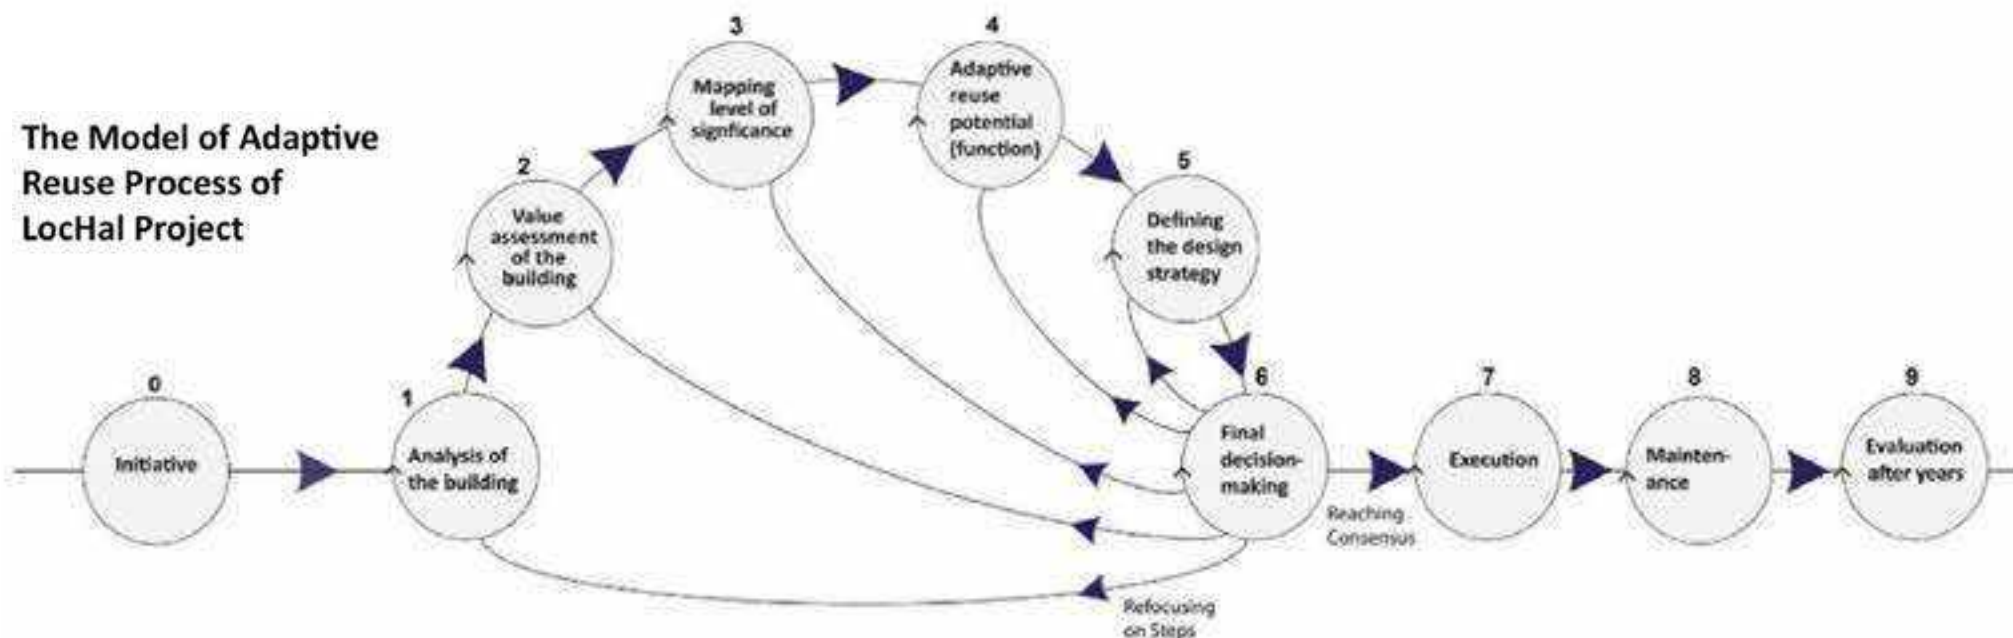 The Model of Adaptive
Reuse Process of
LocHal Project
0
Initiative
1
Analysis of
the building
2
Value
assessment
of the
building
3
Mapping
level of
signficance
4
Adaptive
reuse
potential
(function)
5
Defining
the design
strategy
6
Final
decision-
making
Reaching
Consensus
Refocusing
on Steps
7
Execution
8
Mainten-
ance
9
Evaluation
after years